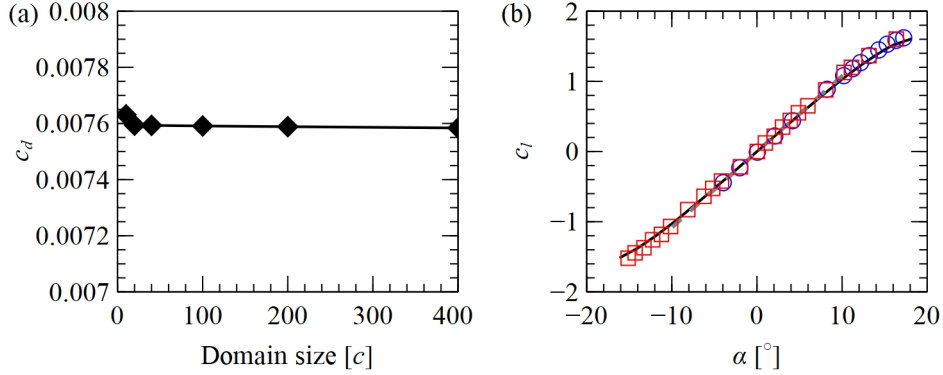 (a)
0.008
0.0078
0.0076
0.0074
0.0072
0.007
c_d
0 100 200 300 400
Domain size [c]
(b)
2
1
0
−1
−2
c_l
−20 −10 0 10 20
α [°]